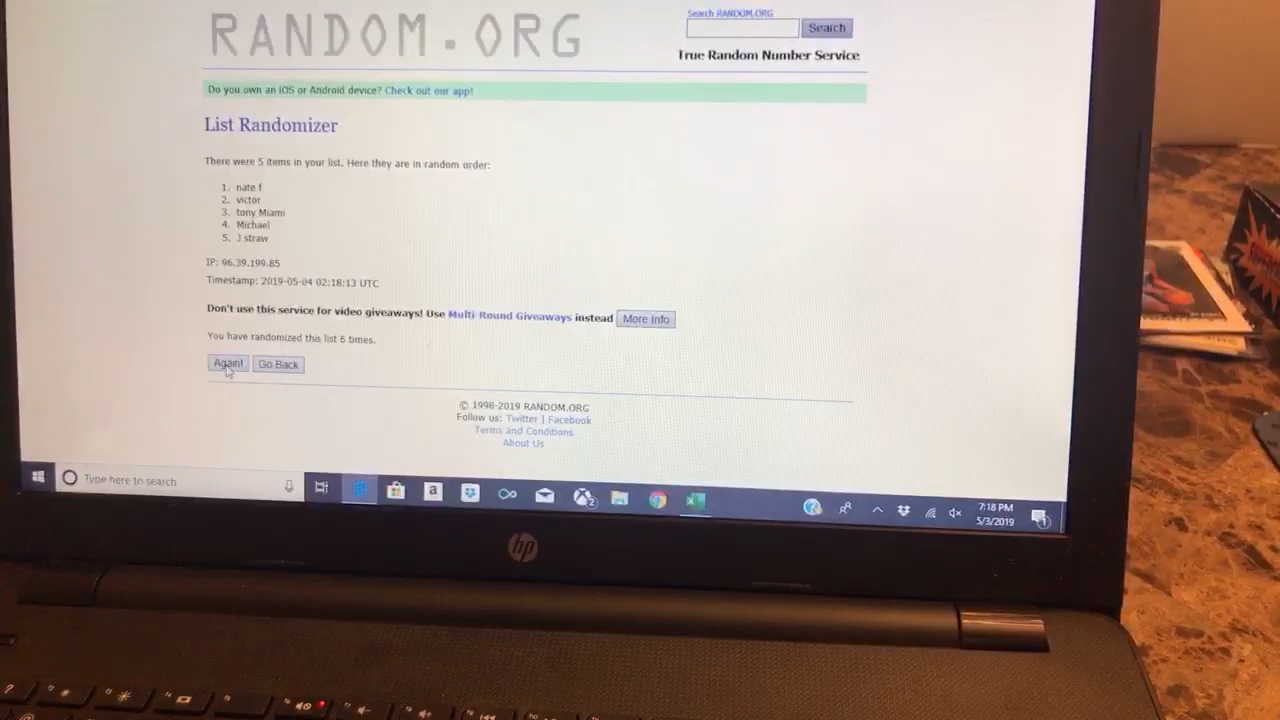 RANDOM.ORG
Search RANDOM.ORG
Search
True Random Number Service
Do you own an iOS or Android device? Check out our app!
List Randomizer
There were 5 items in your list. Here they are in random order:
1. nate f
2. victor
3. tony Miami
4. Michael
5. J straw
IP: 96.39.199.85
Timestamp: 2019-05-04 02:18:13 UTC
Don't use this service for video giveaways! Use Multi-Round Giveaways instead More Info
You have randomized this list 6 times.
Again! Go Back
© 1998-2019 RANDOM.ORG
Follow us: Twitter | Facebook
Terms and Conditions
About Us
Type here to search
7:18 PM
5/3/2019
hp